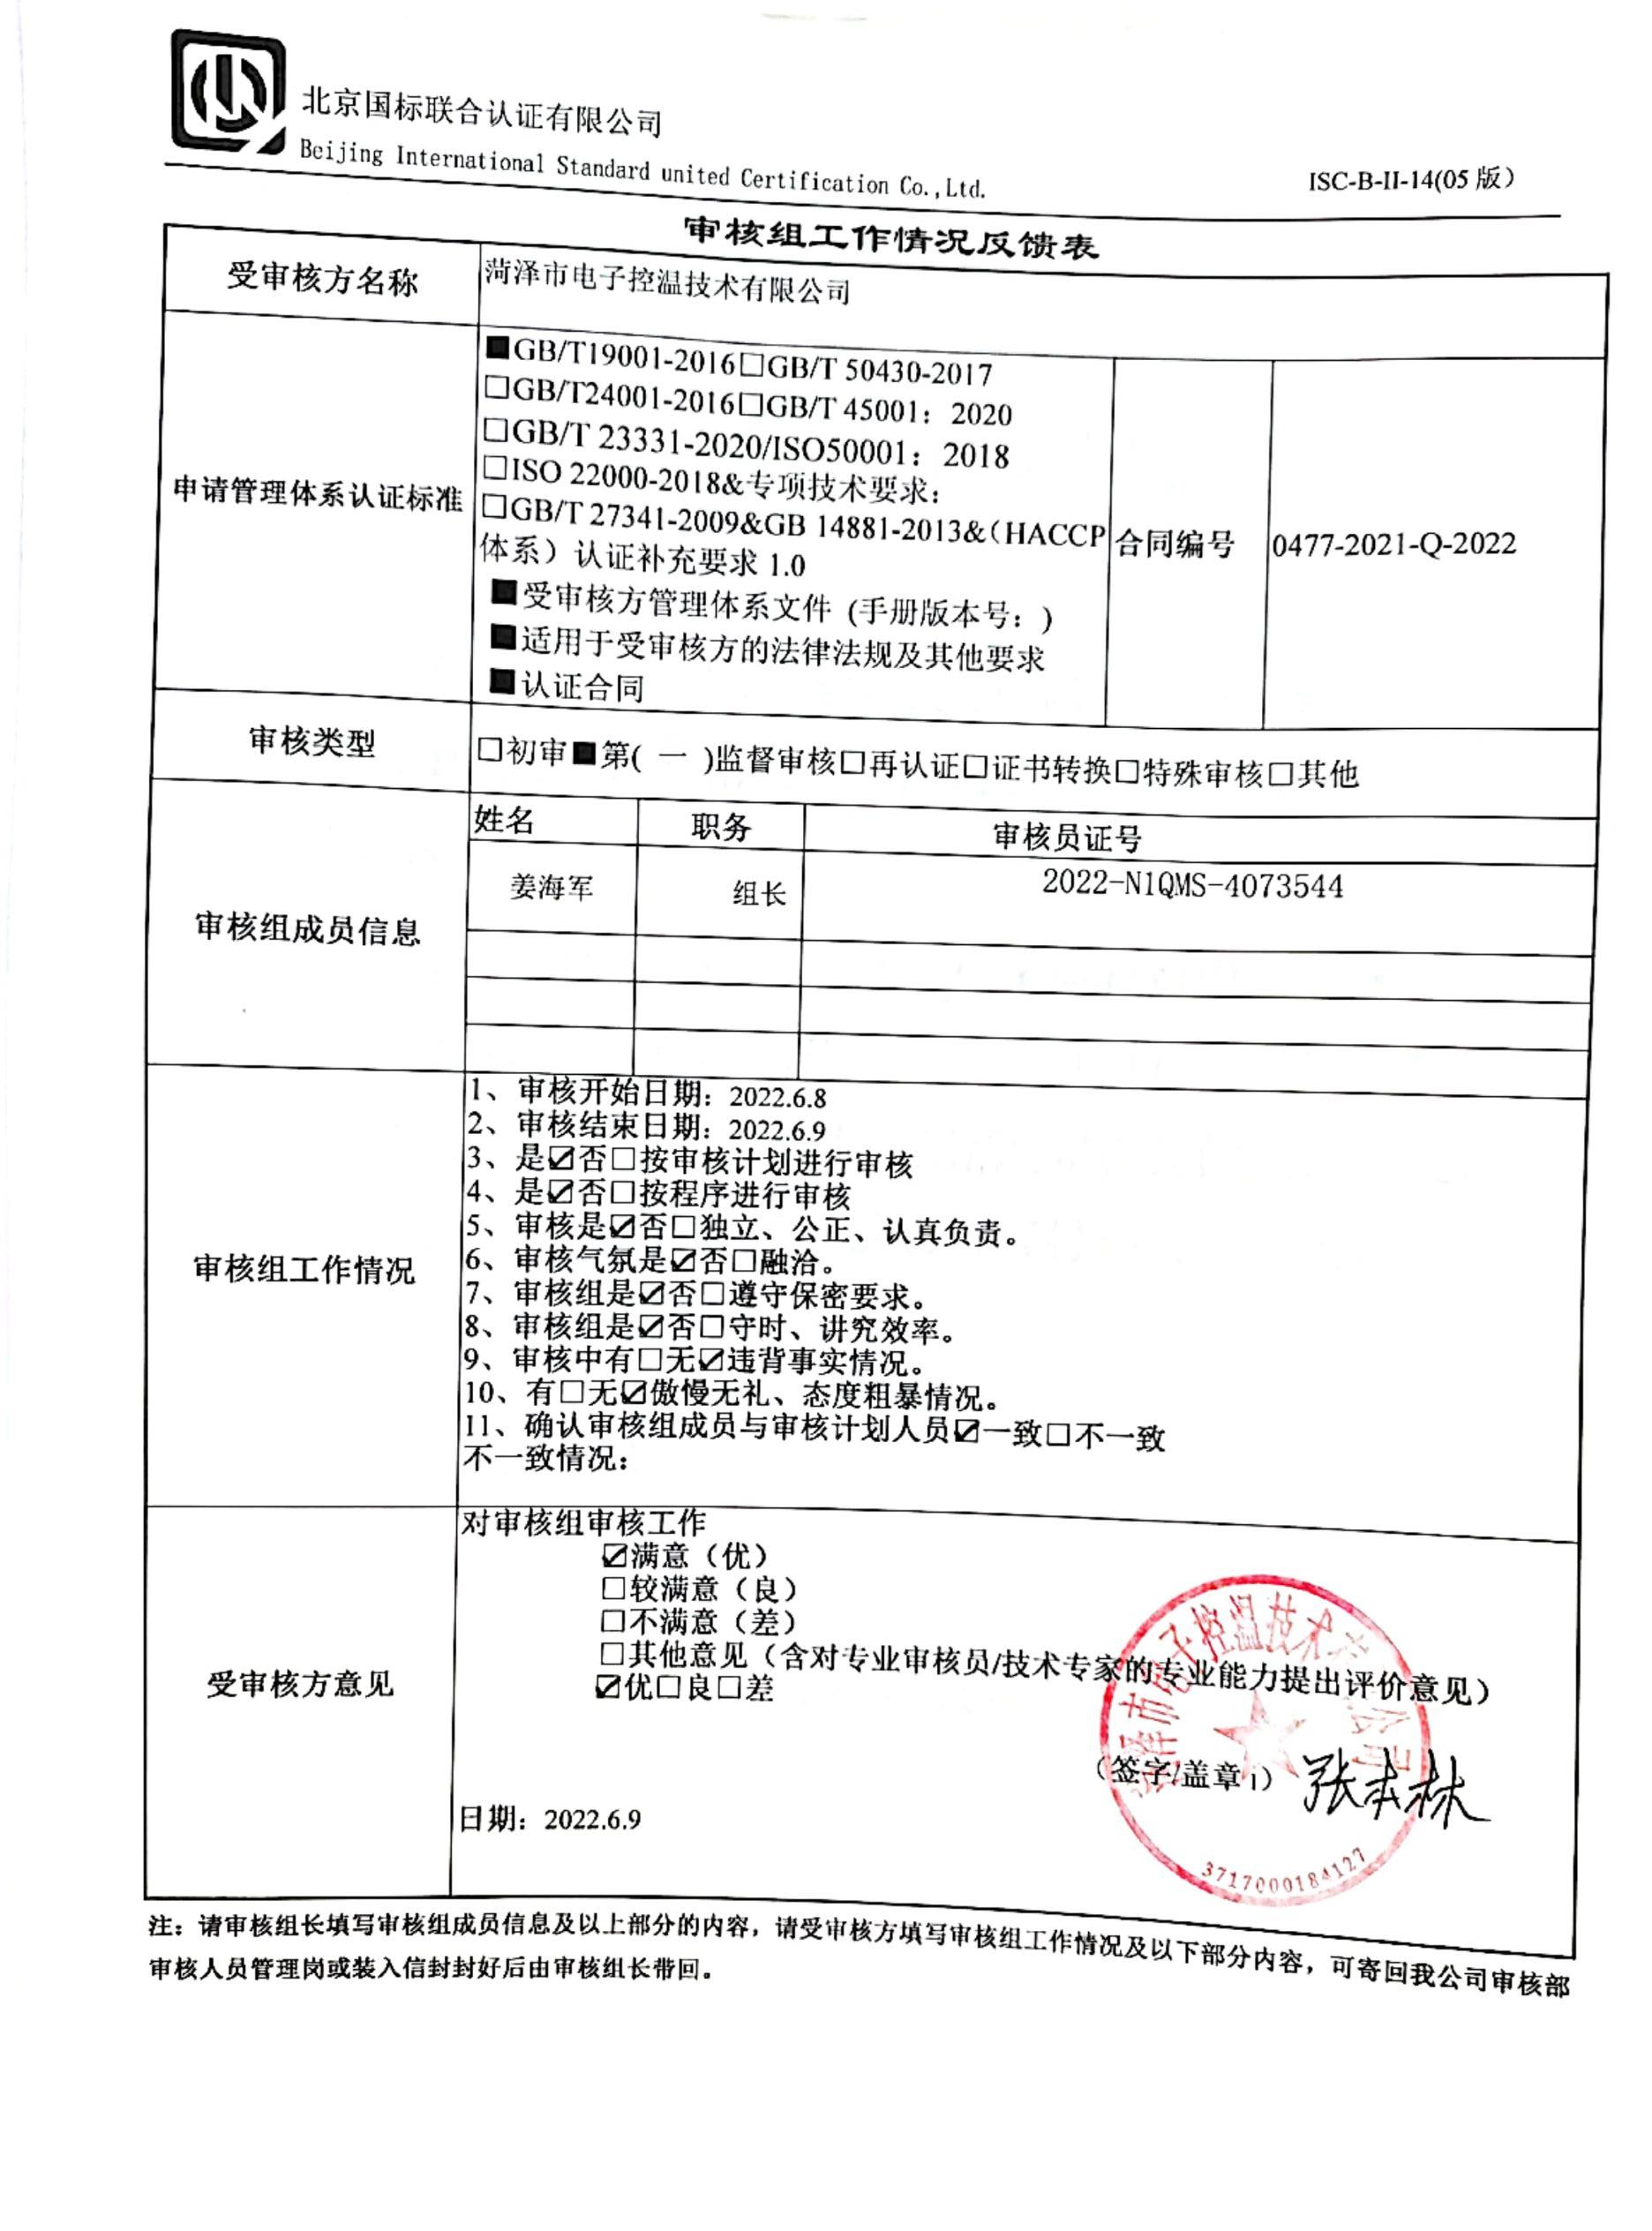 北京国标联合认证有限公司
Beijing International Standard united Certification Co.,Ltd.
ISC-B-II-14(05 版)
审核组工作情况反馈表
受审核方名称
菏泽市电子控温技术有限公司
申请管理体系认证标准
■GB/T19001-2016□GB/T 50430-2017
□GB/T24001-2016□GB/T 45001：2020
□GB/T 23331-2020/ISO50001：2018
□ISO 22000-2018&专项技术要求：
□GB/T 27341-2009&GB 14881-2013&（HACCP
体系）认证补充要求 1.0
■受审核方管理体系文件（手册版本号：)
■适用于受审核方的法律法规及其他要求
■认证合同
合同编号
0477-2021-Q-2022
审核类型
□初审■第( 一 )监督审核□再认证□证书转换□特殊审核□其他
审核组成员信息
姓名 职务 审核员证号
姜海军 组长 2022-N1QMS-4073544
审核组工作情况
1、审核开始日期：2022.6.8
2、审核结束日期：2022.6.9
3、是☑否□按审核计划进行审核
4、是☑否□按程序进行审核
5、审核是☑否□独立、公正、认真负责。
6、审核气氛是☑否□融洽。
7、审核组是☑否□遵守保密要求。
8、审核组是☑否□守时、讲究效率。
9、审核中有□无☑违背事实情况。
10、有□无☑傲慢无礼、态度粗暴情况。
11、确认审核组成员与审核计划人员☑一致□不一致
不一致情况：
受审核方意见
对审核组审核工作
☑满意（优）
□较满意（良）
□不满意（差）
□其他意见（含对专业审核员/技术专家的专业能力提出评价意见）
☑优□良□差
（签字/盖章） 张本林
日期：2022.6.9
3717000184127
注：请审核组长填写审核组成员信息及以上部分的内容，请受审核方填写审核组工作情况及以下部分内容，可寄回我公司审核部
审核人员管理岗或装入信封封好后由审核组长带回。